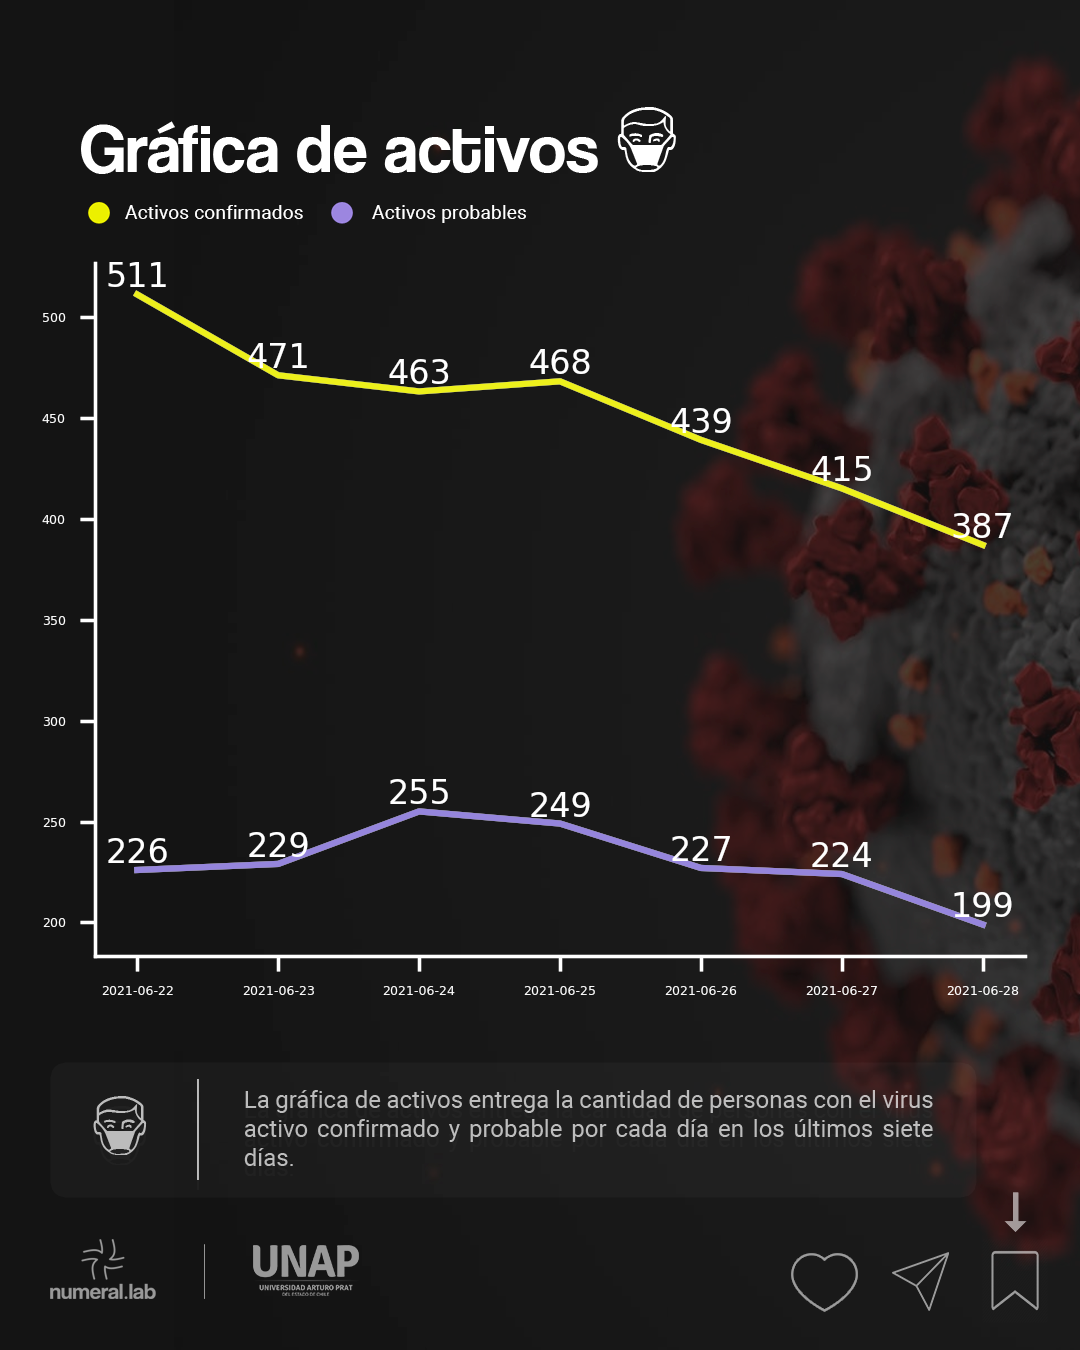 Gráfica de activos
Activos confirmados Activos probables
511
500
471
463
468
450
439
415
400
387
350
300
255
249
250
226
229
227
224
199
200
2021-06-22 2021-06-23 2021-06-24 2021-06-25 2021-06-26 2021-06-27 2021-06-28
La gráfica de activos entrega la cantidad de personas con el virus
activo confirmado y probable por cada día en los últimos siete
días.
numeral.lab
UNAP
UNIVERSIDAD ARTURO PRAT
DEL ESTADO DE CHILE